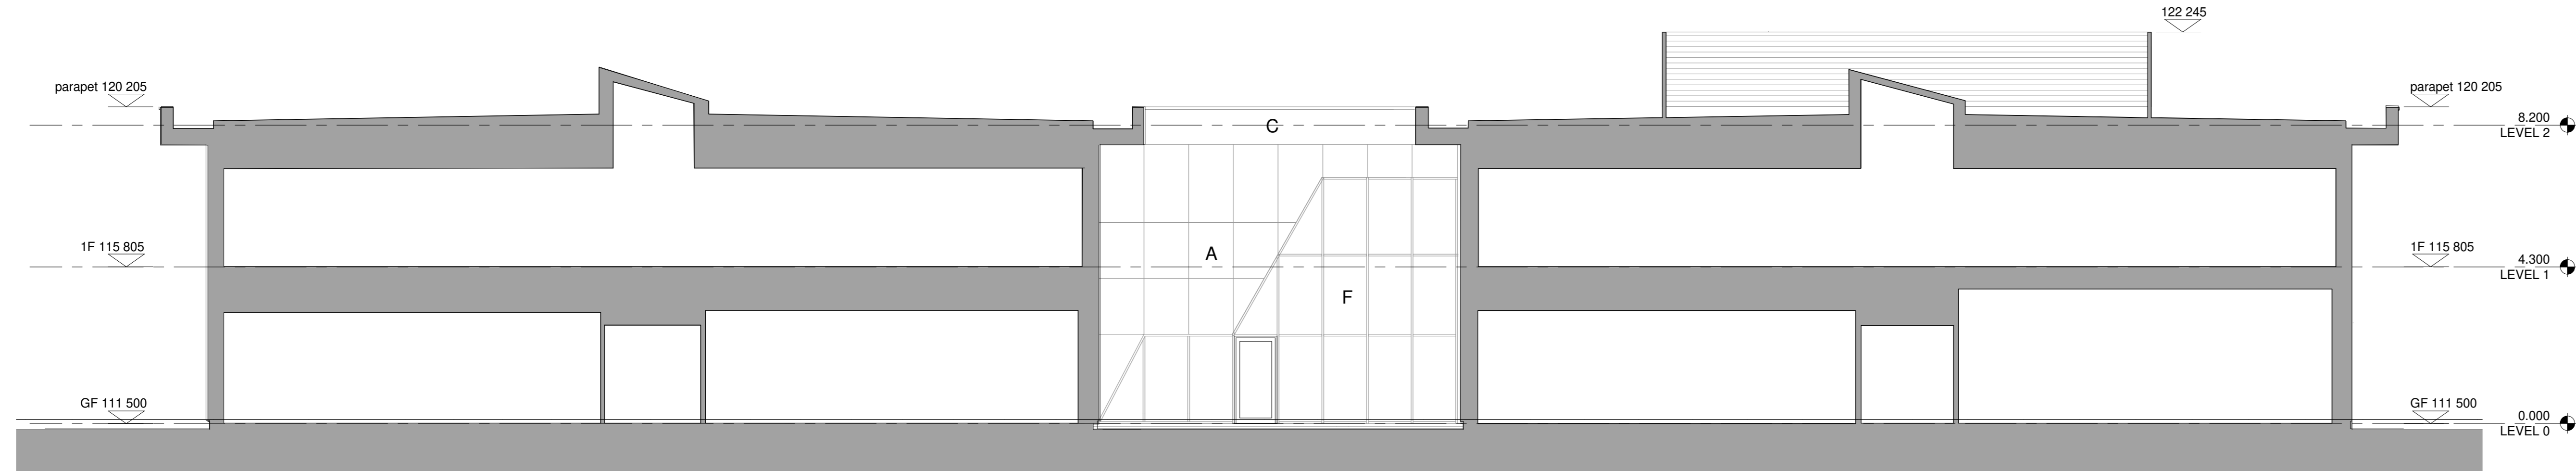 122 245
parapet 120 205
parapet 120 205
8.200
LEVEL 2
C
1F 115 805
A
1F 115 805
4.300
LEVEL 1
F
GF 111 500
GF 111 500
0.000
LEVEL 0